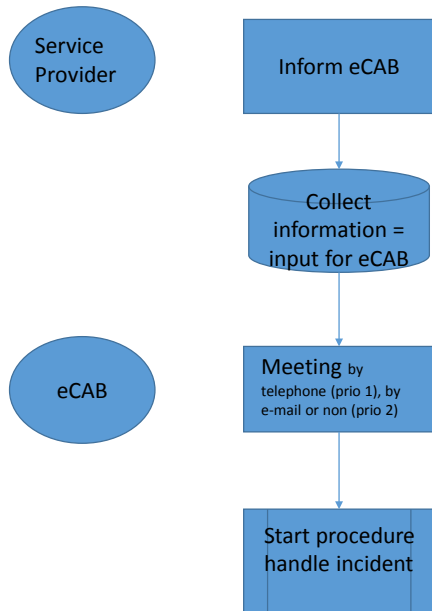 Service
Provider
Inform eCAB
Collect
information =
input for eCAB
eCAB
Meeting by
telephone (prio 1), by
e-mail or non (prio 2)
Start procedure
handle incident